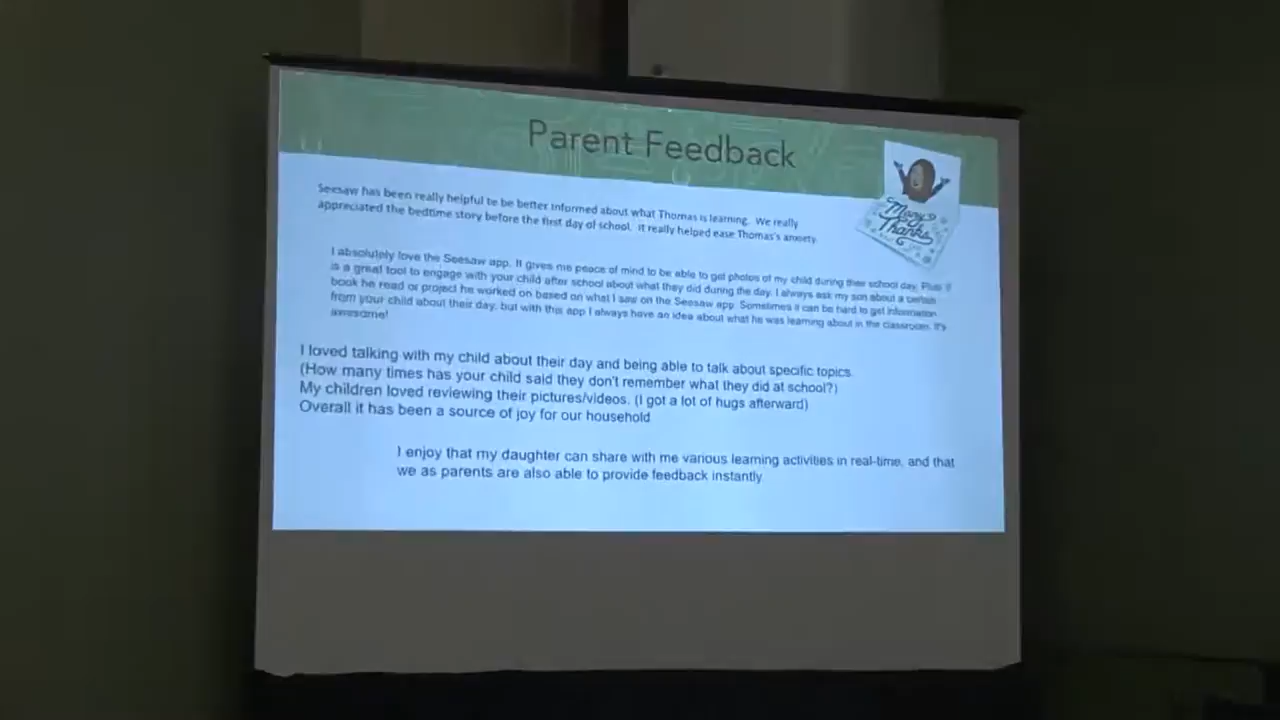 Parent Feedback
Many
Thanks
Seesaw has been really helpful to be better informed about what Thomas is learning. We really
appreciated the bedtime story before the first day of school. It really helped ease Thomas's anxiety.
I absolutely love the Seesaw app. It gives me peace of mind to be able to get photos of my child during their school day. Plus it
is a great tool to engage with your child after school about what they did during the day. I always ask my son about a certain
book he read or project he worked on based on what I saw on the Seesaw app. Sometimes it can be hard to get information
from your child about their day, but with this app I always have an idea about what he was learning about in the classroom. It's
awesome!
I loved talking with my child about their day and being able to talk about specific topics.
(How many times has your child said they don't remember what they did at school?)
My children loved reviewing their pictures/videos. (I got a lot of hugs afterward)
Overall it has been a source of joy for our household
I enjoy that my daughter can share with me various learning activities in real-time, and that
we as parents are also able to provide feedback instantly.